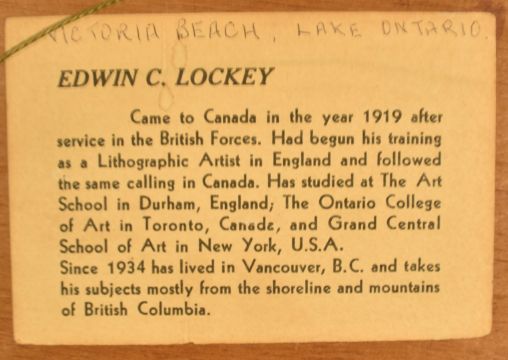 VICTORIA BEACH, LAKE ONTARIO.
EDWIN C. LOCKEY
Came to Canada in the year 1919 after
service in the British Forces. Had begun his training
as a Lithographic Artist in England and followed
the same calling in Canada. Has studied at The Art
School in Durham, England; The Ontario College
of Art in Toronto, Canada, and Grand Central
School of Art in New York, U.S.A.
Since 1934 has lived in Vancouver, B.C. and takes
his subjects mostly from the shoreline and mountains
of British Columbia.